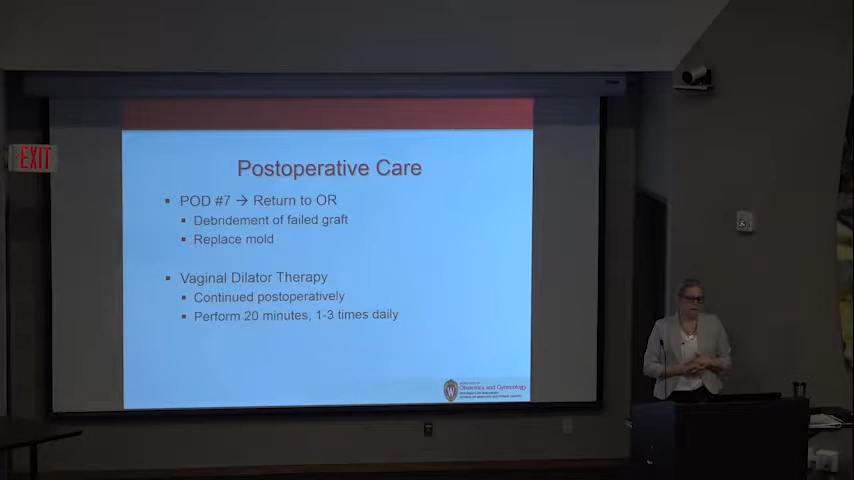 EXIT
Postoperative Care
▪ POD #7 → Return to OR
▪ Debridement of failed graft
▪ Replace mold
▪ Vaginal Dilator Therapy
▪ Continued postoperatively
▪ Perform 20 minutes, 1-3 times daily
Obstetrics and Gynecology